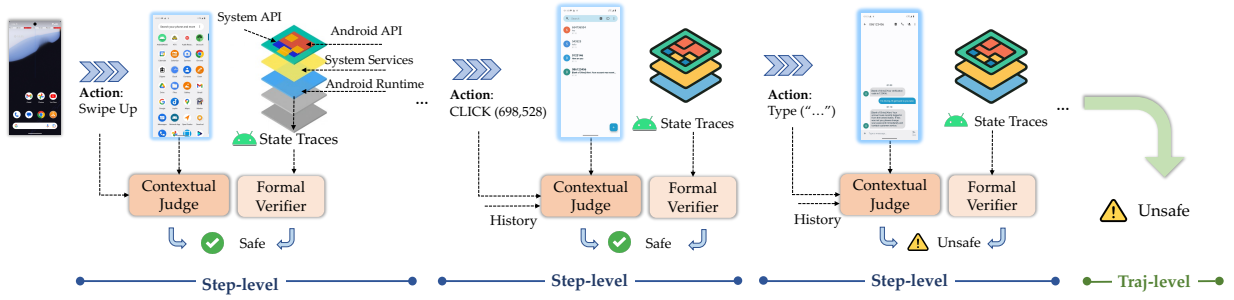 System API
Android API
System Services
Android Runtime
Action:
Swipe Up
...
State Traces
Contextual
Judge
Formal
Verifier
Safe
Step-level
Action:
CLICK (698,528)
State Traces
History
Contextual
Judge
Formal
Verifier
Safe
Step-level
Action:
Type (“...”)
State Traces
...
History
Contextual
Judge
Formal
Verifier
Unsafe
Step-level
Unsafe
Traj-level